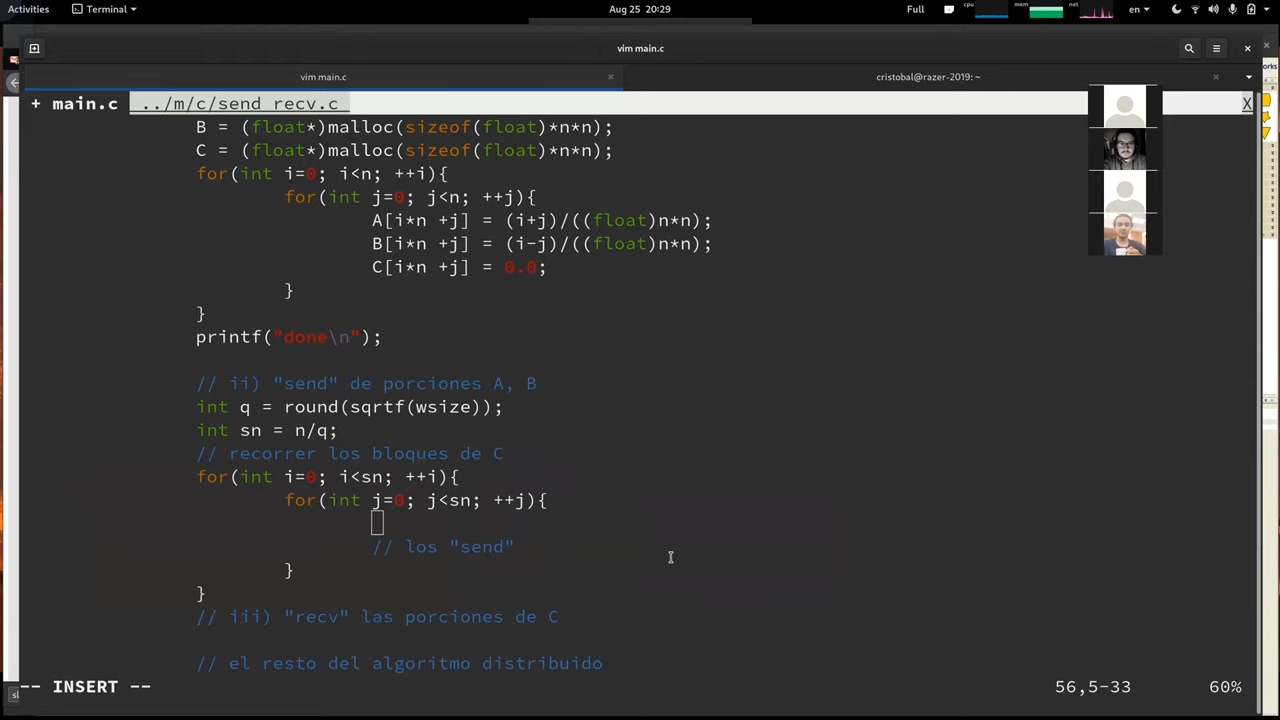 Activities Terminal Aug 25 20:29 Full cpu mem net en
vim main.c
vim main.c cristobal@razer-2019: ~
+ main.c ../m/c/send_recv.c X
B = (float*)malloc(sizeof(float)*n*n);
C = (float*)malloc(sizeof(float)*n*n);
for(int i=0; i<n; ++i){
for(int j=0; j<n; ++j){
A[i*n +j] = (i+j)/((float)n*n);
B[i*n +j] = (i-j)/((float)n*n);
C[i*n +j] = 0.0;
}
}
printf("done\n");
// ii) "send" de porciones A, B
int q = round(sqrtf(wsize));
int sn = n/q;
// recorrer los bloques de C
for(int i=0; i<sn; ++i){
for(int j=0; j<sn; ++j){
// los "send"
}
}
// iii) "recv" las porciones de C
// el resto del algoritmo distribuido
-- INSERT -- 56,5-33 60%